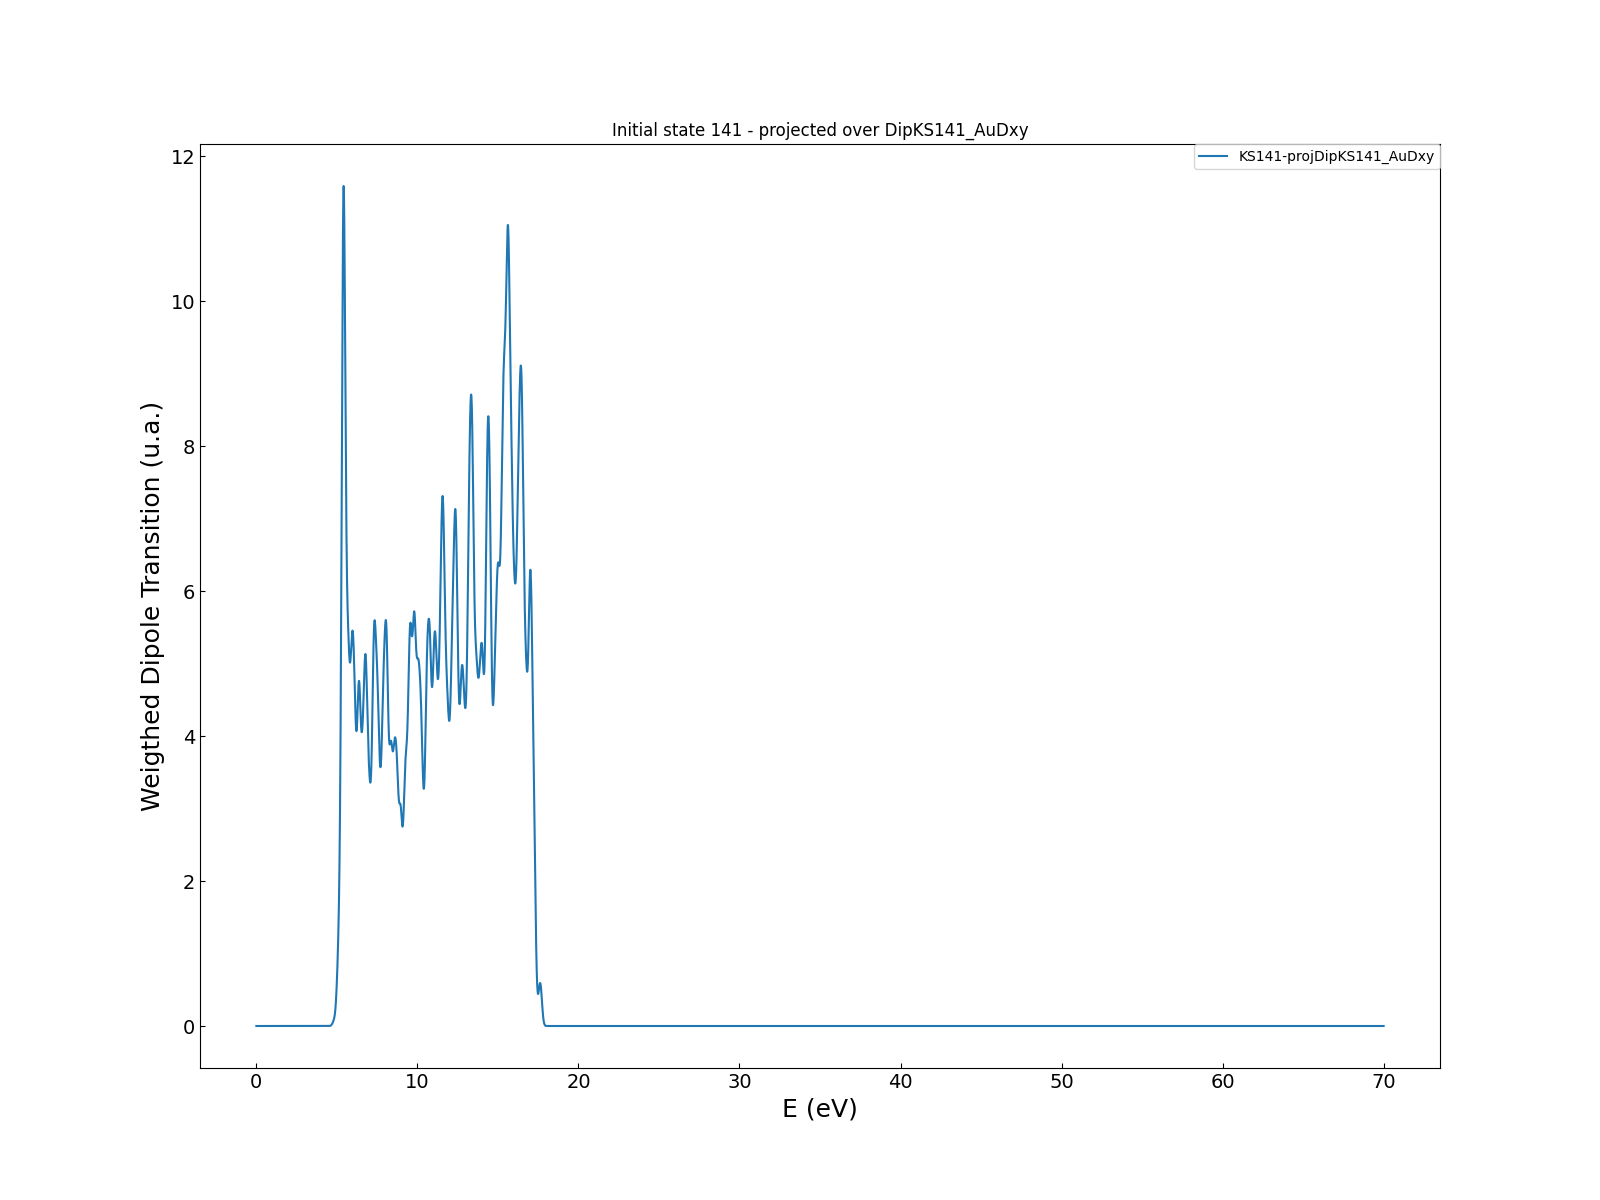 Initial state 141 - projected over DipKS141_AuDxy
KS141-projDipKS141_AuDxy
12
10
8
6
4
2
0
Weigthed Dipole Transition (u.a.)
0 10 20 30 40 50 60 70
E (eV)